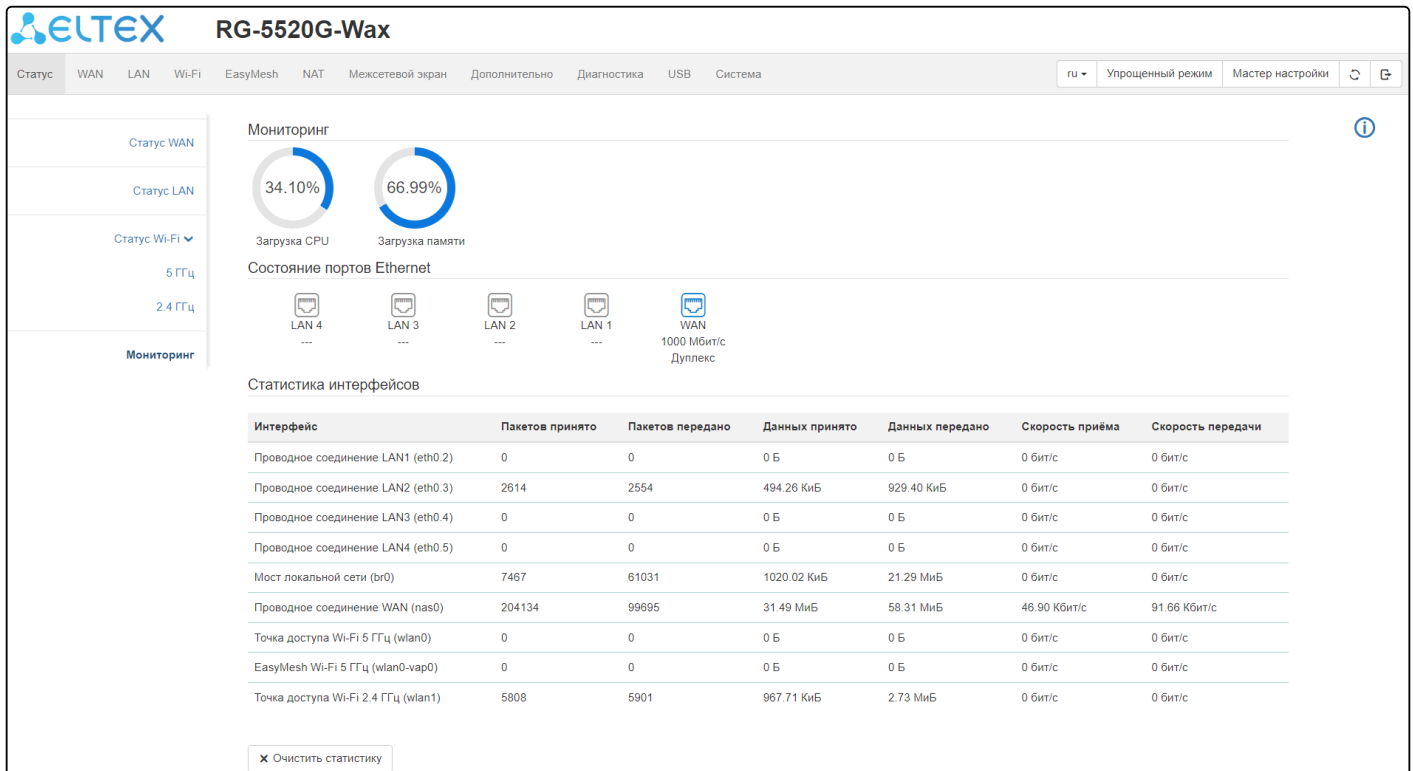 ELTEX RG-5520G-Wax
Статус WAN LAN Wi-Fi EasyMesh NAT Межсетевой экран Дополнительно Диагностика USB Система ru Упрощенный режим Мастер настройки
Статус WAN
Статус LAN
Статус Wi-Fi
5 ГГц
2.4 ГГц
Мониторинг
Мониторинг
34.10% 66.99%
Загрузка CPU Загрузка памяти
Состояние портов Ethernet
LAN 4 LAN 3 LAN 2 LAN 1 WAN
--- --- --- --- 1000 Мбит/с
Дуплекс
Статистика интерфейсов
Интерфейс Пакетов принято Пакетов передано Данных принято Данных передано Скорость приёма Скорость передачи
Проводное соединение LAN1 (eth0.2) 0 0 0 Б 0 Б 0 бит/с 0 бит/с
Проводное соединение LAN2 (eth0.3) 2614 2554 494.26 КиБ 929.40 КиБ 0 бит/с 0 бит/с
Проводное соединение LAN3 (eth0.4) 0 0 0 Б 0 Б 0 бит/с 0 бит/с
Проводное соединение LAN4 (eth0.5) 0 0 0 Б 0 Б 0 бит/с 0 бит/с
Мост локальной сети (br0) 7467 61031 1020.02 КиБ 21.29 МиБ 0 бит/с 0 бит/с
Проводное соединение WAN (nas0) 204134 99695 31.49 МиБ 58.31 МиБ 46.90 Кбит/с 91.66 Кбит/с
Точка доступа Wi-Fi 5 ГГц (wlan0) 0 0 0 Б 0 Б 0 бит/с 0 бит/с
EasyMesh Wi-Fi 5 ГГц (wlan0-vap0) 0 0 0 Б 0 Б 0 бит/с 0 бит/с
Точка доступа Wi-Fi 2.4 ГГц (wlan1) 5808 5901 967.71 КиБ 2.73 МиБ 0 бит/с 0 бит/с
Очистить статистику